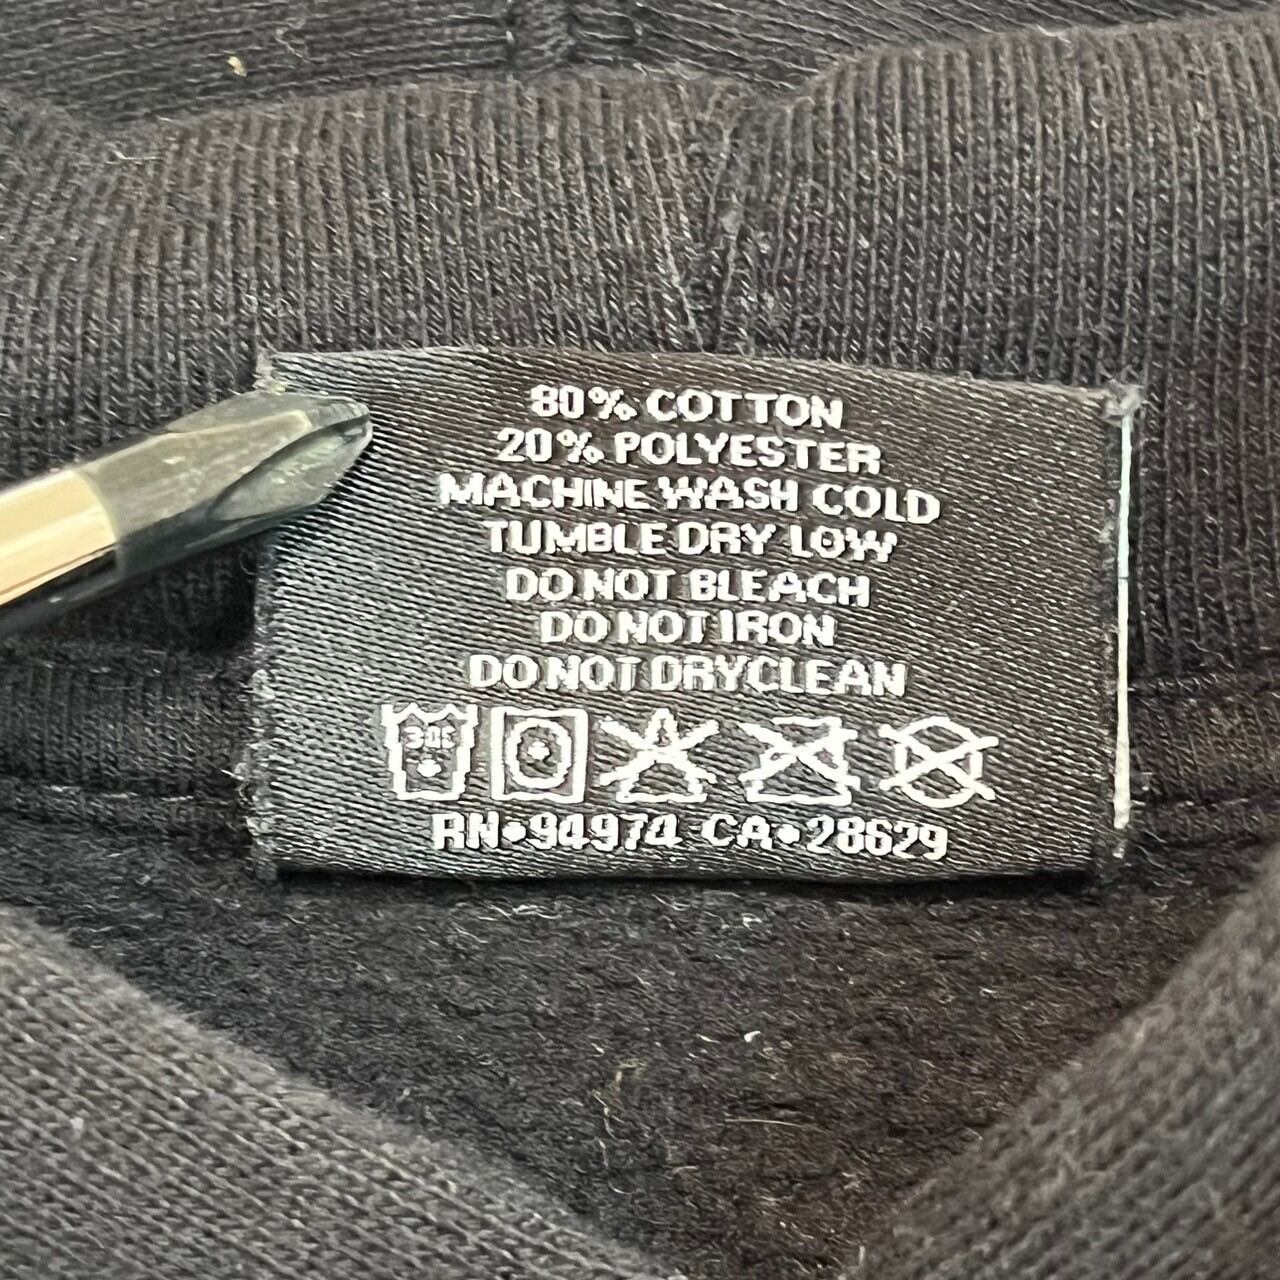 80% COTTON
20% POLYESTER
MACHINE WASH COLD
TUMBLE DRY LOW
DO NOT BLEACH
DO NOT IRON
DO NOT DRYCLEAN
RN•94974 CA•28629